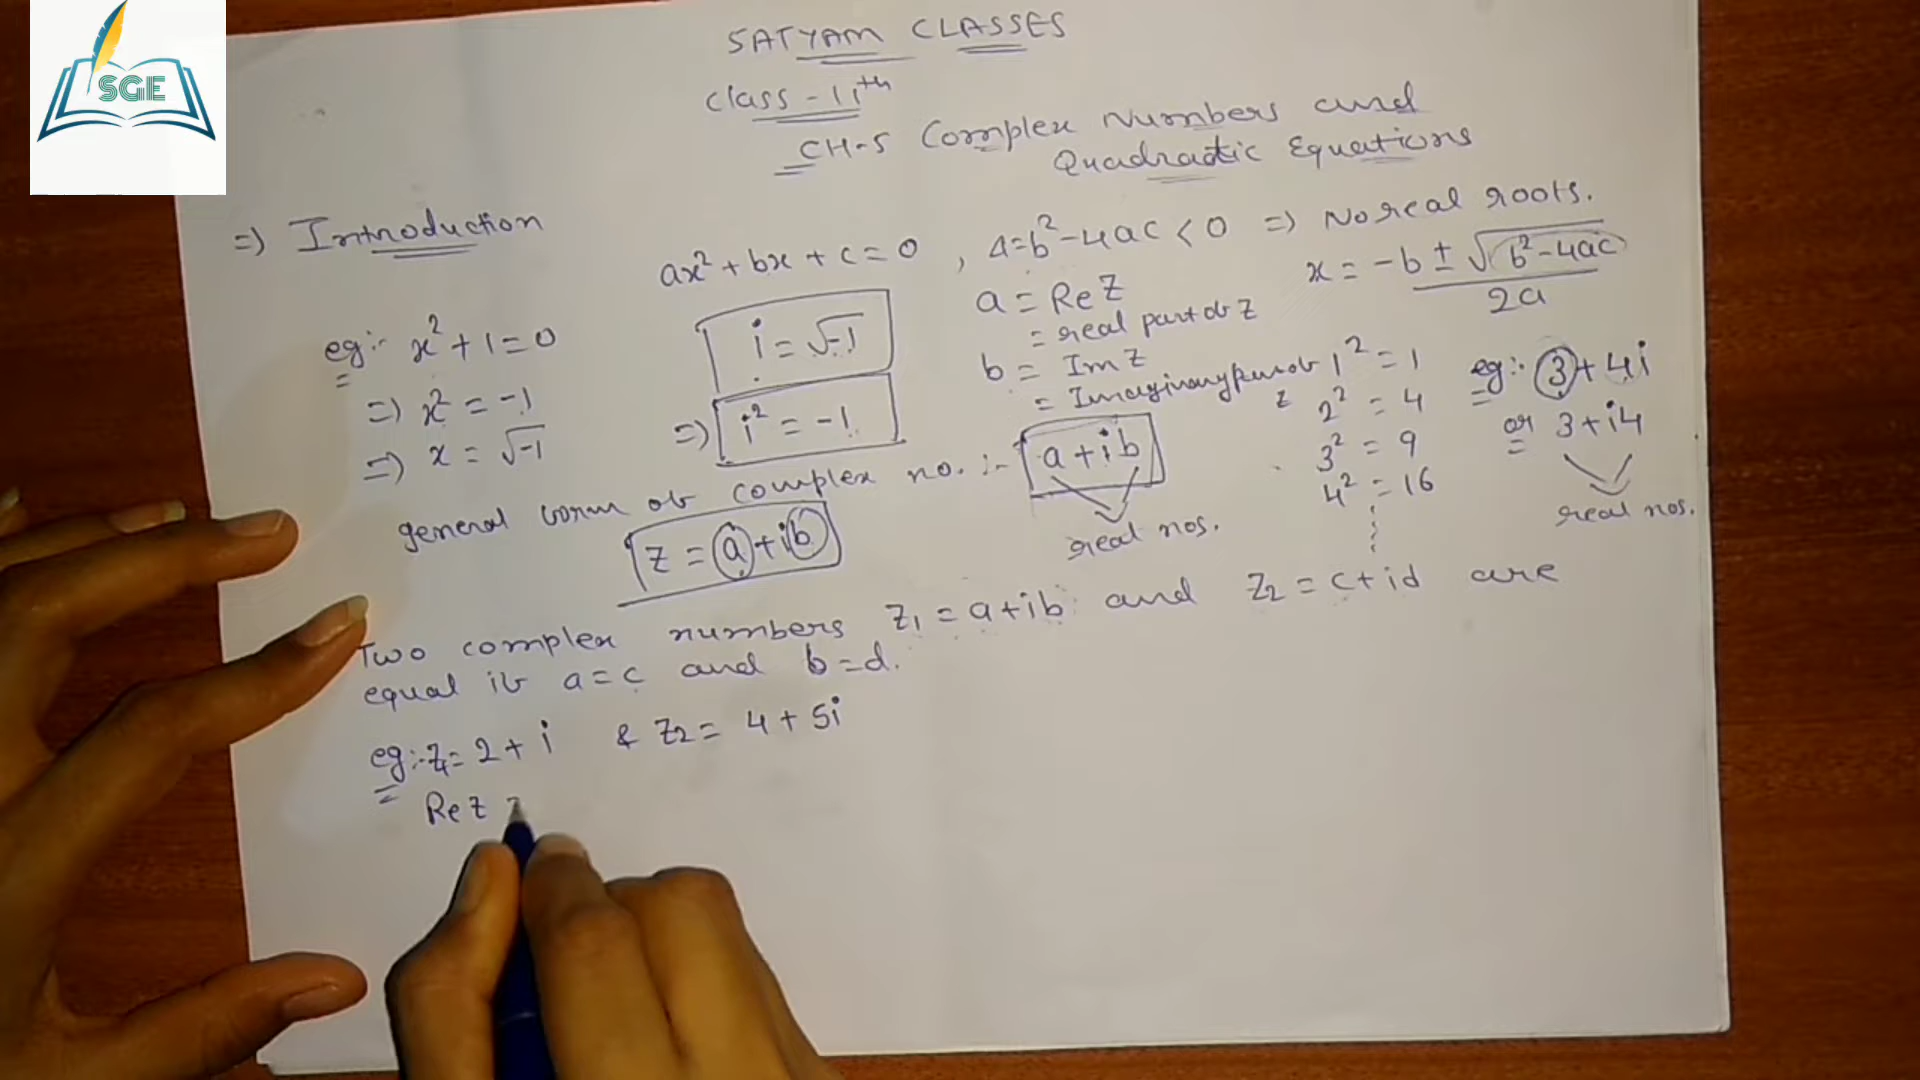 SGE
SATYAM CLASSES
Class - 11th
CH-5 Complex Numbers and
Quadratic Equations
=> Introduction
ax² + bx + c = 0 , Δ=b²-4ac < 0 => No real roots.
x = -b ± √b²-4ac
2a
a = Re Z
= real part of Z
b = Im Z
= Imaginary part of
Z
eg:- x² + 1 = 0
=> x² = -1
=> x = √-1
i = √-1
=> i² = -1
1² = 1
2² = 4
3² = 9
4² = 16
eg:- 3 + 4i
or 3 + i4
real nos.
general form of complex no. :- a + ib
real nos.
z = a + ib
Two complex numbers Z₁ = a + ib and Z₂ = c + id are
equal if a = c and b = d.
eg:- Z₁= 2 + i & Z₂ = 4 + 5i
Re z =